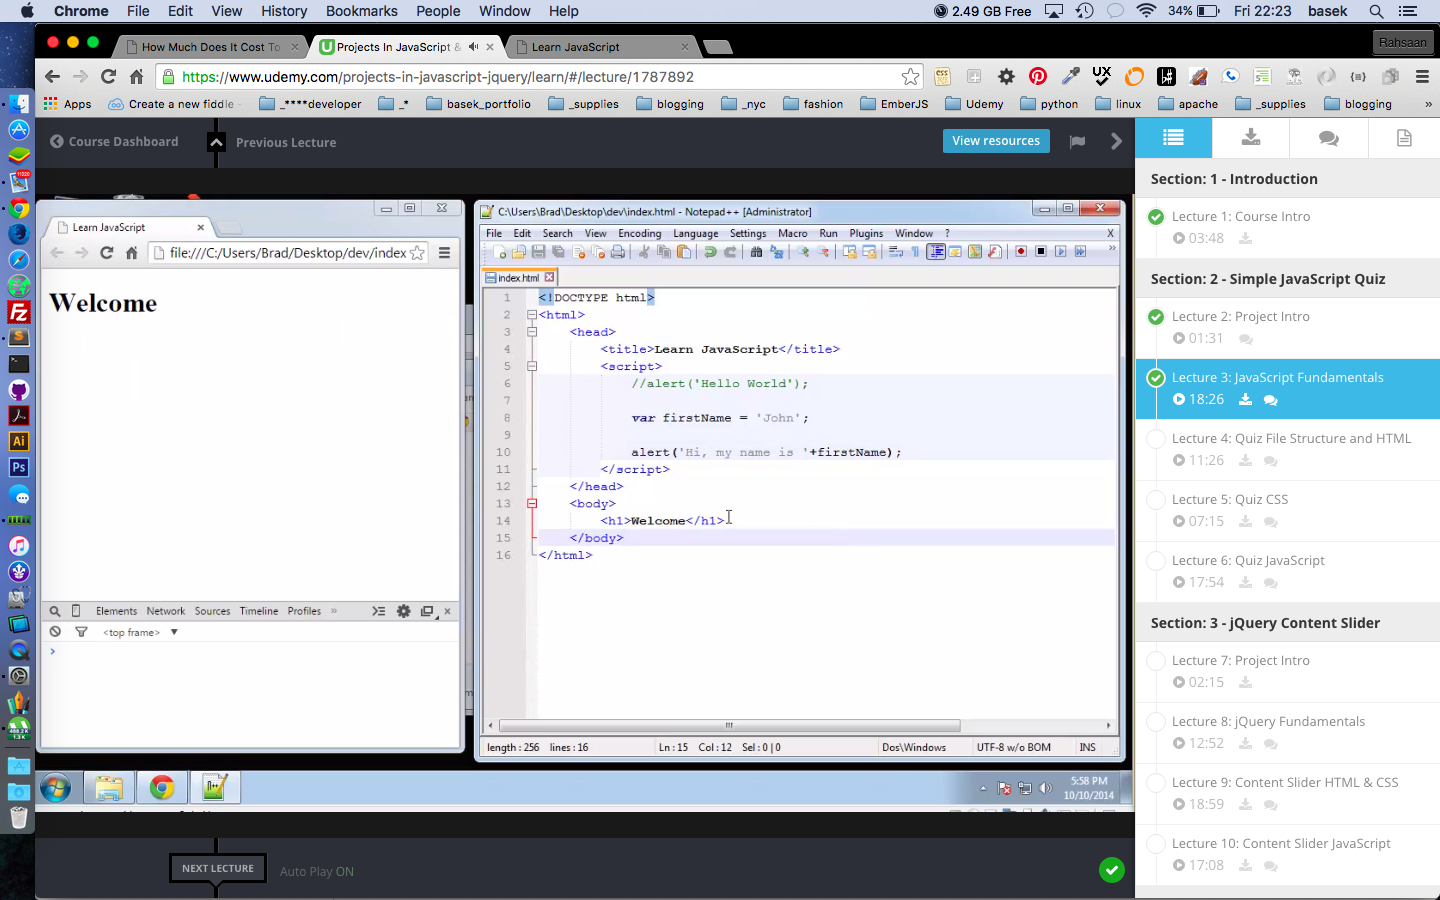 Chrome File Edit View History Bookmarks People Window Help 2.49 GB Free 34% Fri 22:23 basek
How Much Does It Cost To Projects In JavaScript & Learn JavaScript Rahsaan
https://www.udemy.com/projects-in-javascript-jquery/learn/#/lecture/1787892
Apps Create a new fiddle - _****developer _* basek_portfolio _supplies blogging _nyc fashion EmberJS Udemy python linux apache _supplies blogging »
Course Dashboard Previous Lecture View resources
Learn JavaScript
file:///C:/Users/Brad/Desktop/dev/index
Welcome
Elements Network Sources Timeline Profiles »
<top frame> ▼
>
C:\Users\Brad\Desktop\dev\index.html - Notepad++ [Administrator]
File Edit Search View Encoding Language Settings Macro Run Plugins Window ? X
index.html
1 <!DOCTYPE html>
2 <html>
3 <head>
4 <title>Learn JavaScript</title>
5 <script>
6 //alert('Hello World');
7
8 var firstName = 'John';
9
10 alert('Hi, my name is '+firstName);
11 </script>
12 </head>
13 <body>
14 <h1>Welcome</h1>
15 </body>
16 </html>
length : 256 lines : 16 Ln : 15 Col : 12 Sel : 0 | 0 Dos\Windows UTF-8 w/o BOM INS
5:58 PM
10/10/2014
NEXT LECTURE Auto Play ON
Section: 1 - Introduction
Lecture 1: Course Intro
03:48
Section: 2 - Simple JavaScript Quiz
Lecture 2: Project Intro
01:31
Lecture 3: JavaScript Fundamentals
18:26
Lecture 4: Quiz File Structure and HTML
11:26
Lecture 5: Quiz CSS
07:15
Lecture 6: Quiz JavaScript
17:54
Section: 3 - jQuery Content Slider
Lecture 7: Project Intro
02:15
Lecture 8: jQuery Fundamentals
12:52
Lecture 9: Content Slider HTML & CSS
18:59
Lecture 10: Content Slider JavaScript
17:08